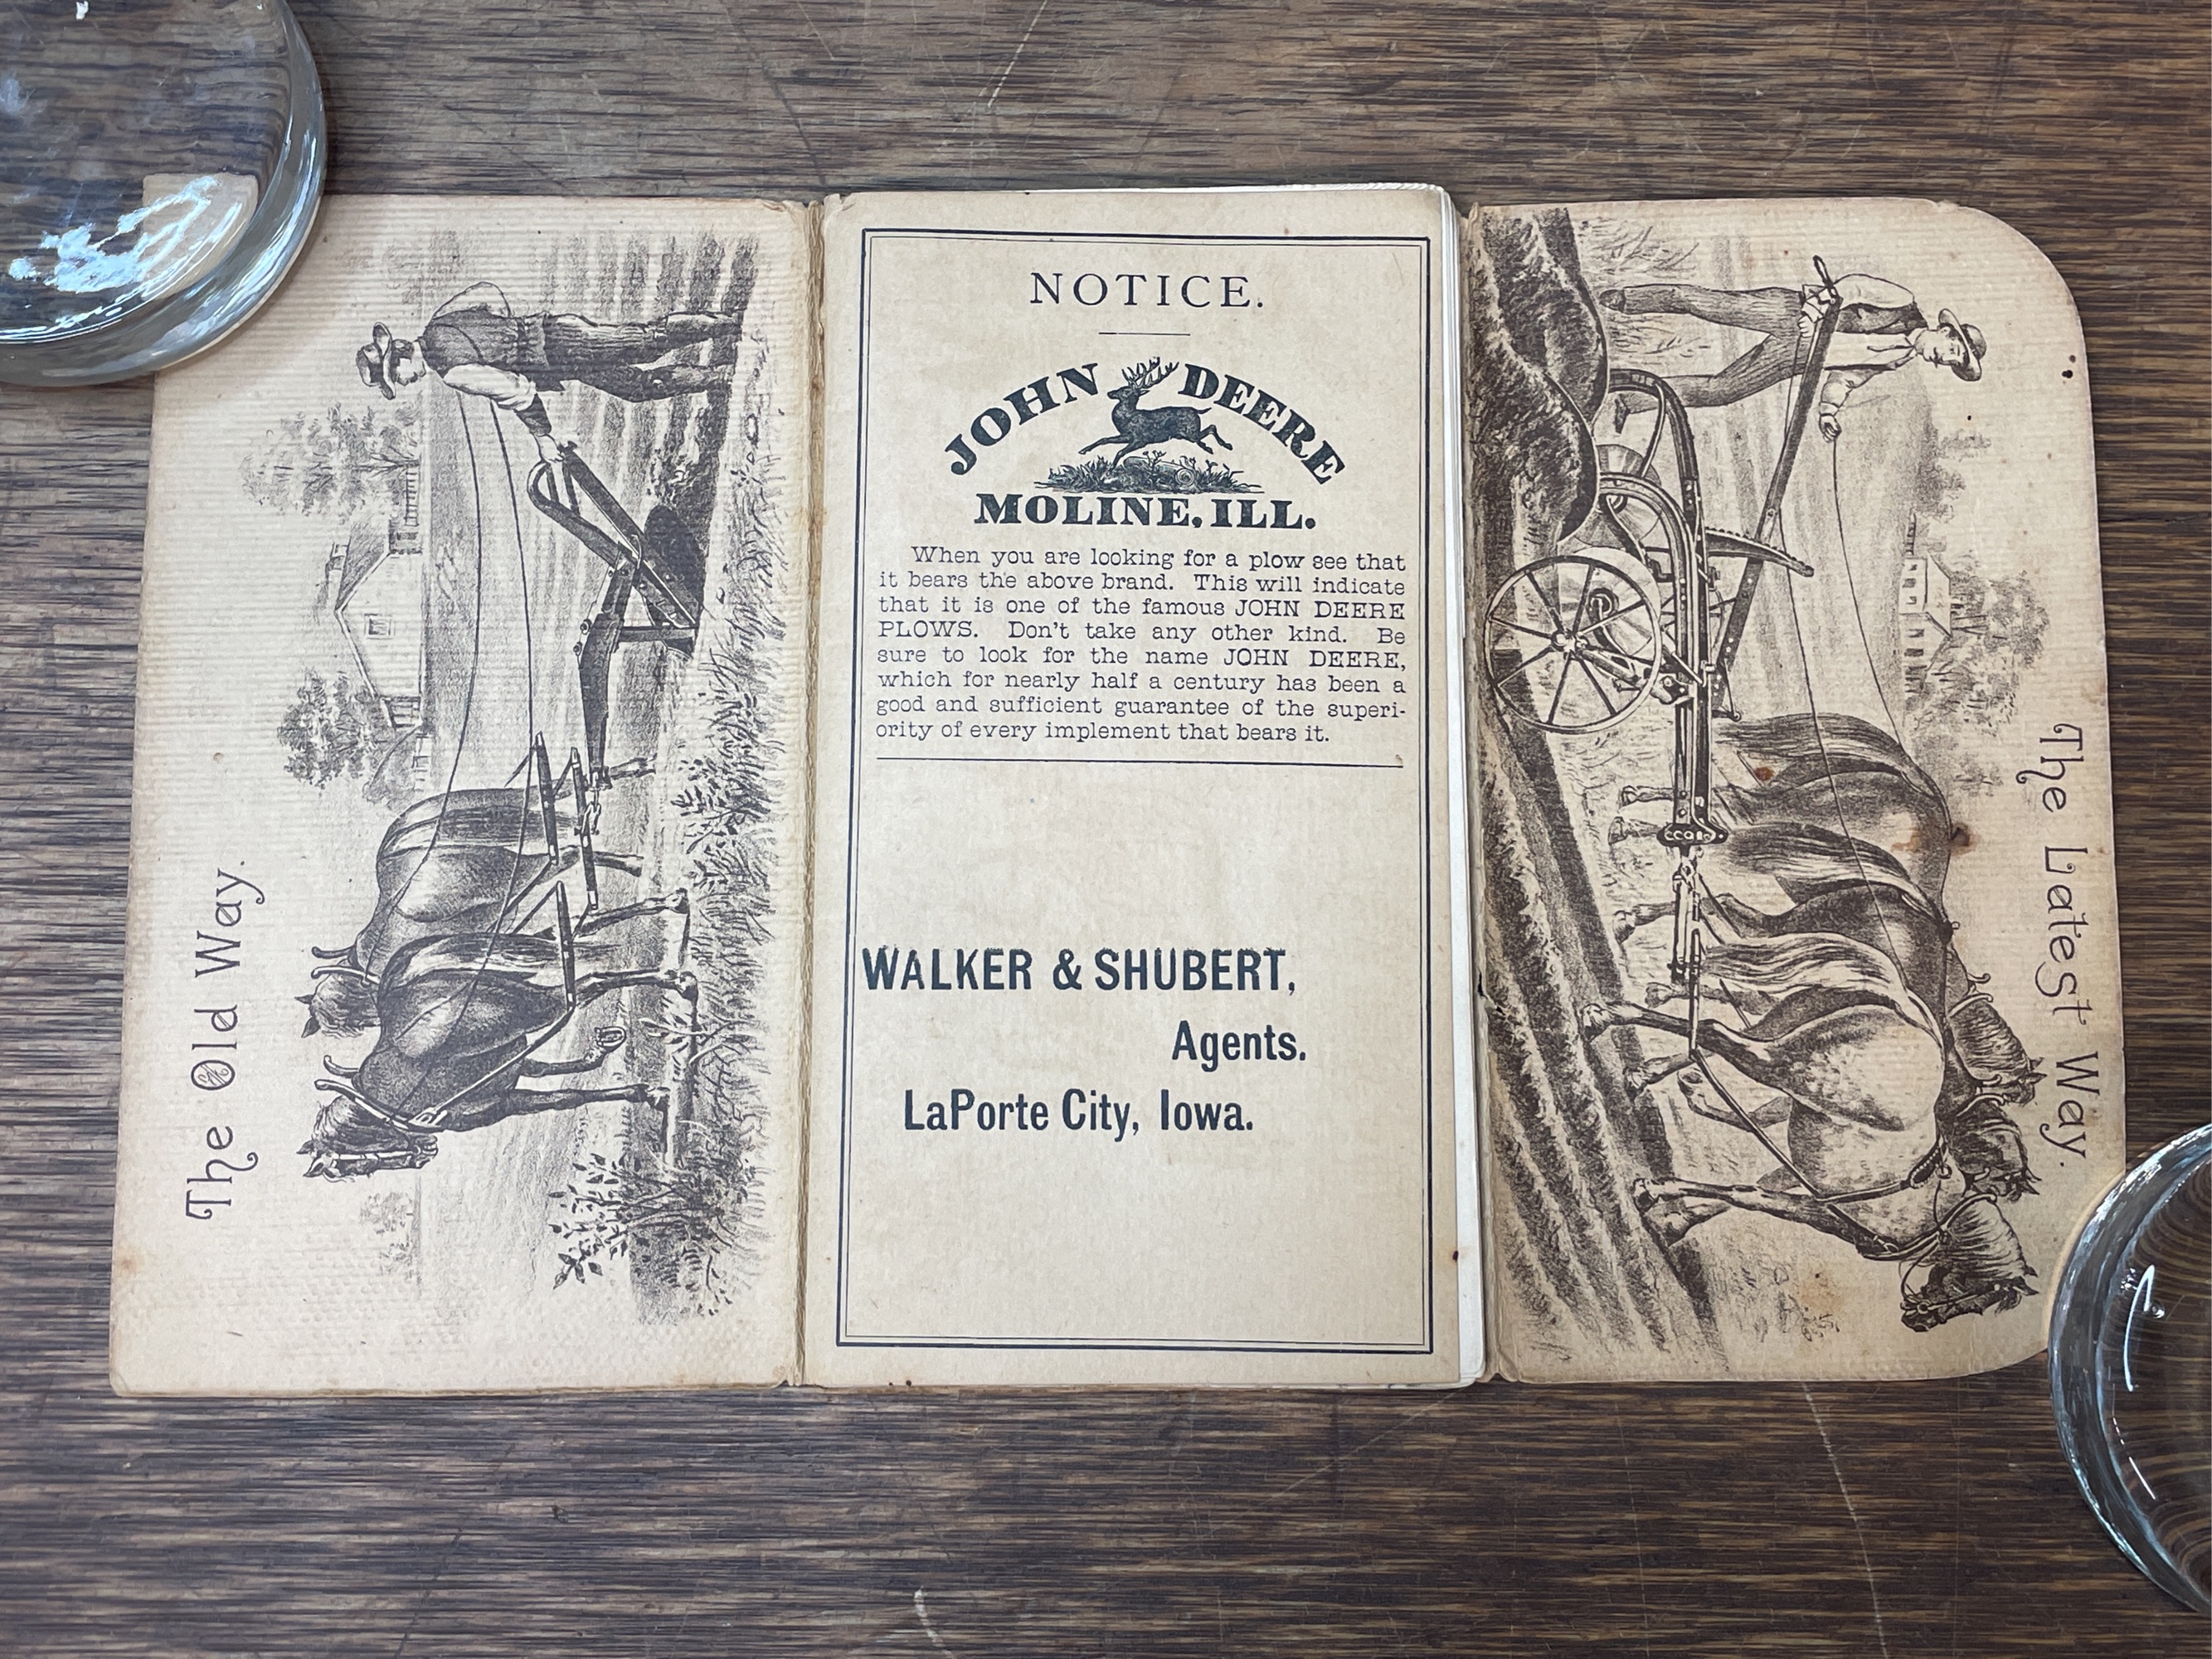 The Old Way.
NOTICE.
JOHN DEERE
MOLINE, ILL.
When you are looking for a plow see that
it bears the above brand. This will indicate
that it is one of the famous JOHN DEERE
PLOWS. Don't take any other kind. Be
sure to look for the name JOHN DEERE,
which for nearly half a century has been a
good and sufficient guarantee of the superi-
ority of every implement that bears it.
WALKER & SHUBERT,
Agents.
LaPorte City, Iowa.
The Latest Way.